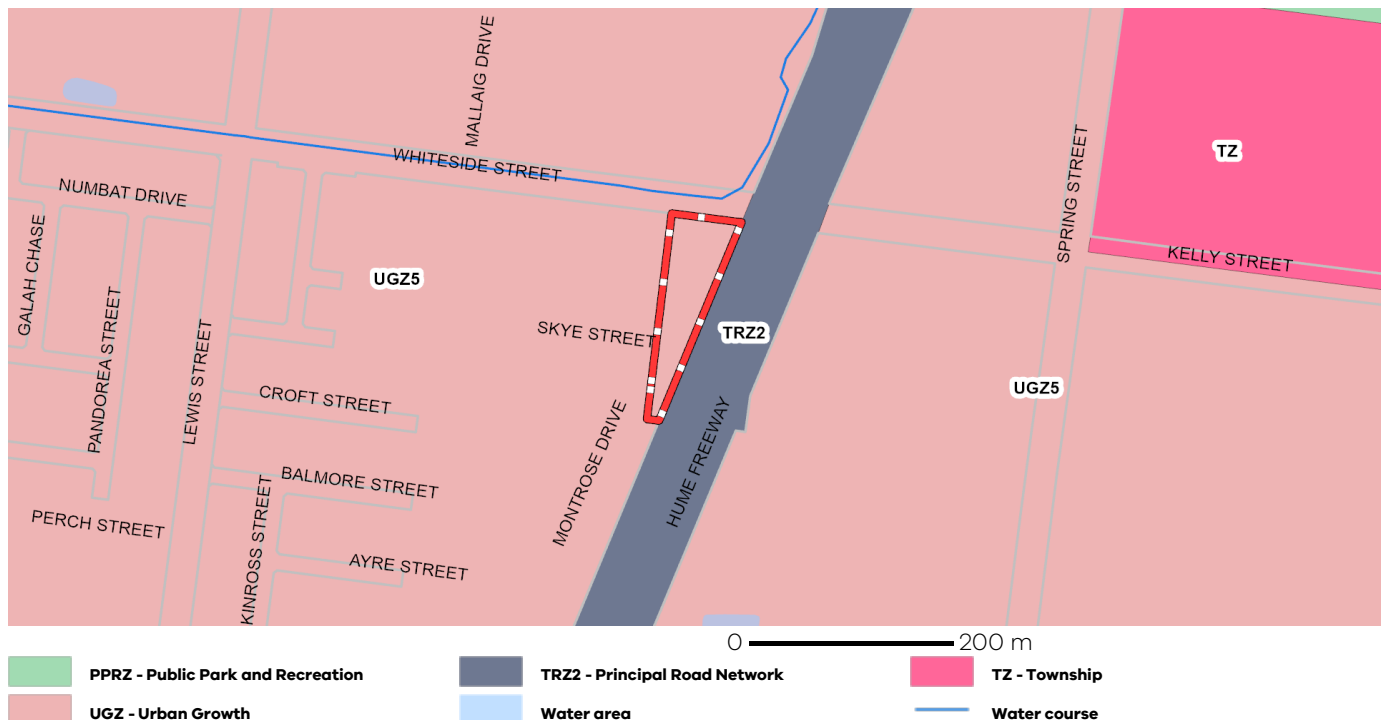 MALLAIG DRIVE
WHITESIDE STREET
SPRING STREET
TZ
NUMBAT DRIVE
GALAH CHASE
UGZ5
KELLY STREET
PANDOREA STREET
LEWIS STREET
SKYE STREET
TRZ2
UGZ5
CROFT STREET
MONTROSE DRIVE
HUME FREEWAY
BALMORE STREET
PERCH STREET
KINROSS STREET
AYRE STREET
0 200 m
PPRZ - Public Park and Recreation
TRZ2 - Principal Road Network
TZ - Township
UGZ - Urban Growth
Water area
Water course